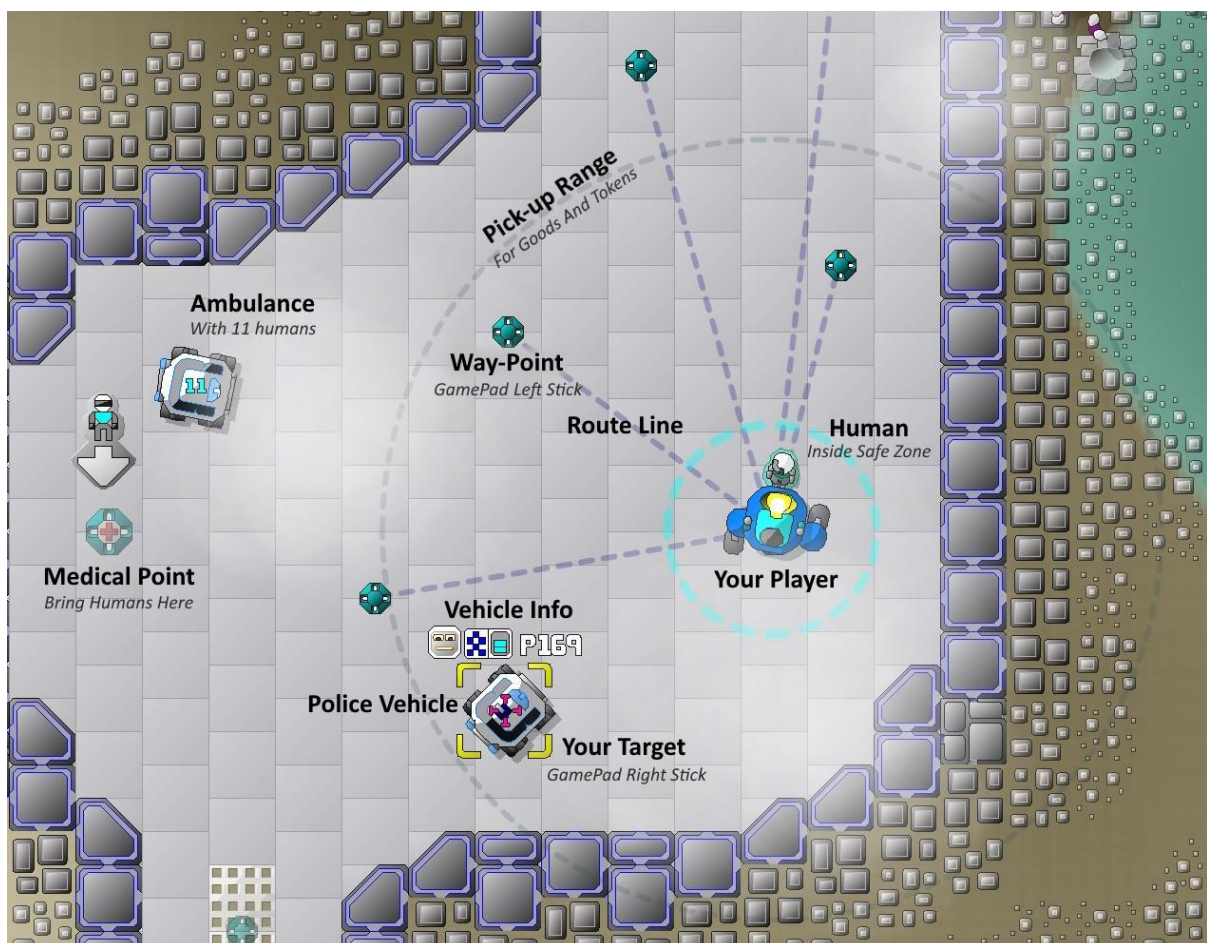 Pick-up Range
For Goods And Tokens
Ambulance
With 11 humans
11
Way-Point
GamePad Left Stick
Route Line
Human
Inside Safe Zone
Medical Point
Bring Humans Here
Your Player
Vehicle Info
P169
Police Vehicle
Your Target
GamePad Right Stick